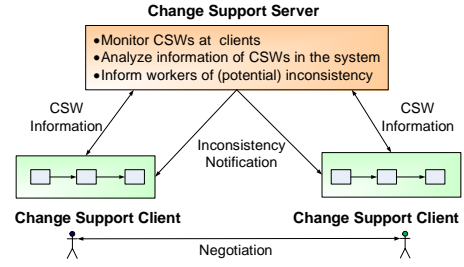 Change Support Server
•Monitor CSWs at clients
•Analyze information of CSWs in the system
•Inform workers of (potential) inconsistency
CSW
Information
Inconsistency
Notification
CSW
Information
Change Support Client
Change Support Client
Negotiation